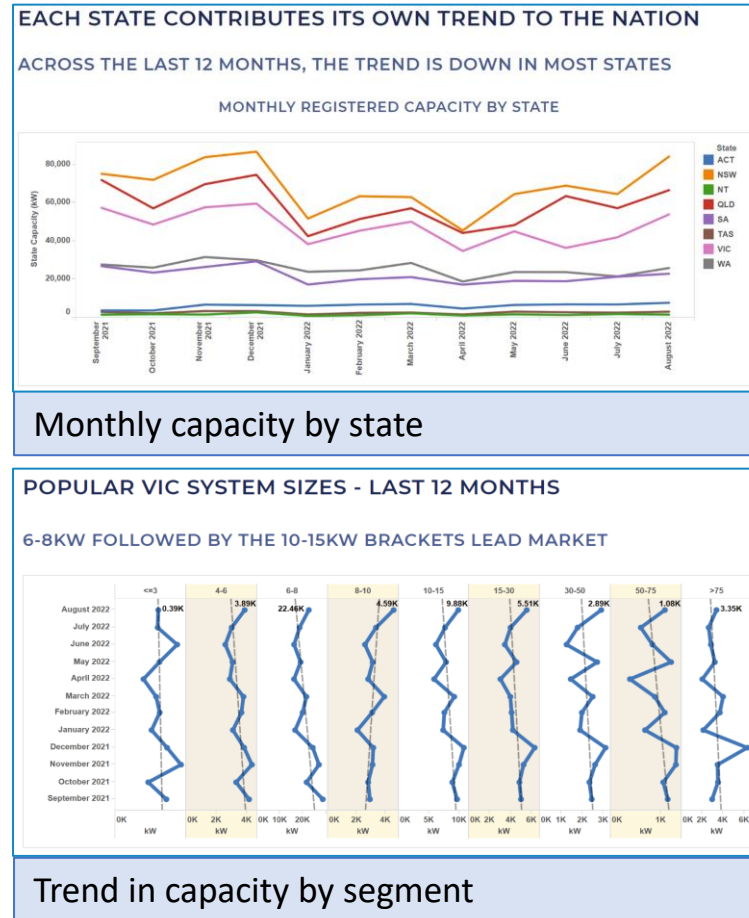 EACH STATE CONTRIBUTES ITS OWN TREND TO THE NATION
ACROSS THE LAST 12 MONTHS, THE TREND IS DOWN IN MOST STATES
MONTHLY REGISTERED CAPACITY BY STATE
State
ACT
NSW
NT
QLD
SA
TAS
VIC
WA
State Capacity (kW)
80,000
60,000
40,000
20,000
0
September 2021
October 2021
November 2021
December 2021
January 2022
February 2022
March 2022
April 2022
May 2022
June 2022
July 2022
August 2022
Monthly capacity by state
POPULAR VIC SYSTEM SIZES - LAST 12 MONTHS
6-8KW FOLLOWED BY THE 10-15KW BRACKETS LEAD MARKET
<=3 4-6 6-8 8-10 10-15 15-30 30-50 50-75 >75
August 2022 0.39K 3.89K 22.46K 4.59K 9.88K 5.51K 2.89K 1.08K 3.35K
July 2022
June 2022
May 2022
April 2022
March 2022
February 2022
January 2022
December 2021
November 2021
October 2021
September 2021
0K 0K 2K 4K 0K 10K 20K 0K 2K 4K 0K 5K 10K 0K 2K 4K 6K 0K 1K 2K 3K 0K 1K 0K 2K 4K 6K
kW kW kW kW kW kW kW kW kW
Trend in capacity by segment